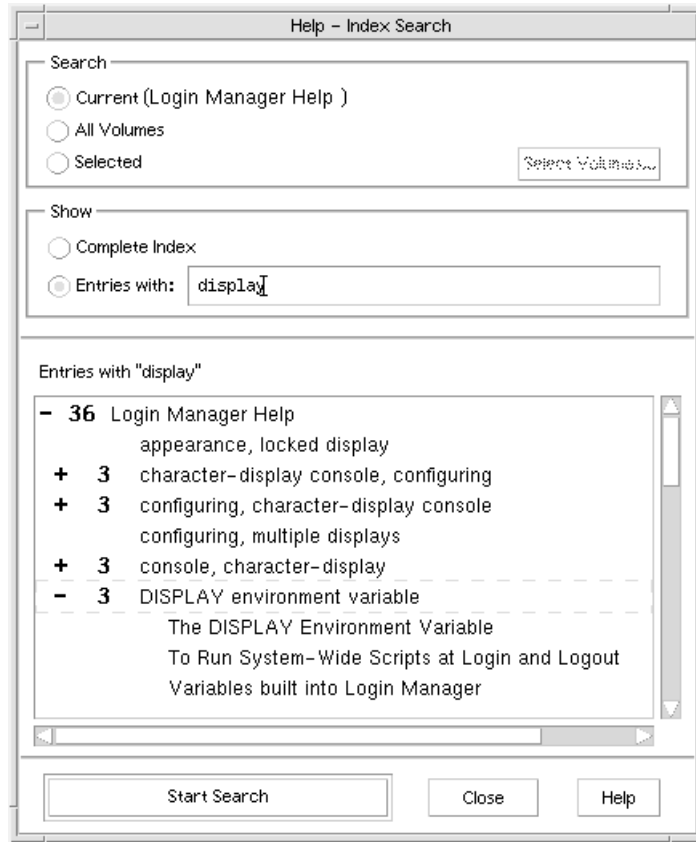 Help - Index Search
Search
Current (Login Manager Help )
All Volumes
Selected
Select Volumes...
Show
Complete Index
Entries with: display
Entries with "display"
- 36 Login Manager Help
appearance, locked display
+ 3 character-display console, configuring
+ 3 configuring, character-display console
configuring, multiple displays
+ 3 console, character-display
- 3 DISPLAY environment variable
The DISPLAY Environment Variable
To Run System-Wide Scripts at Login and Logout
Variables built into Login Manager
Start Search Close Help